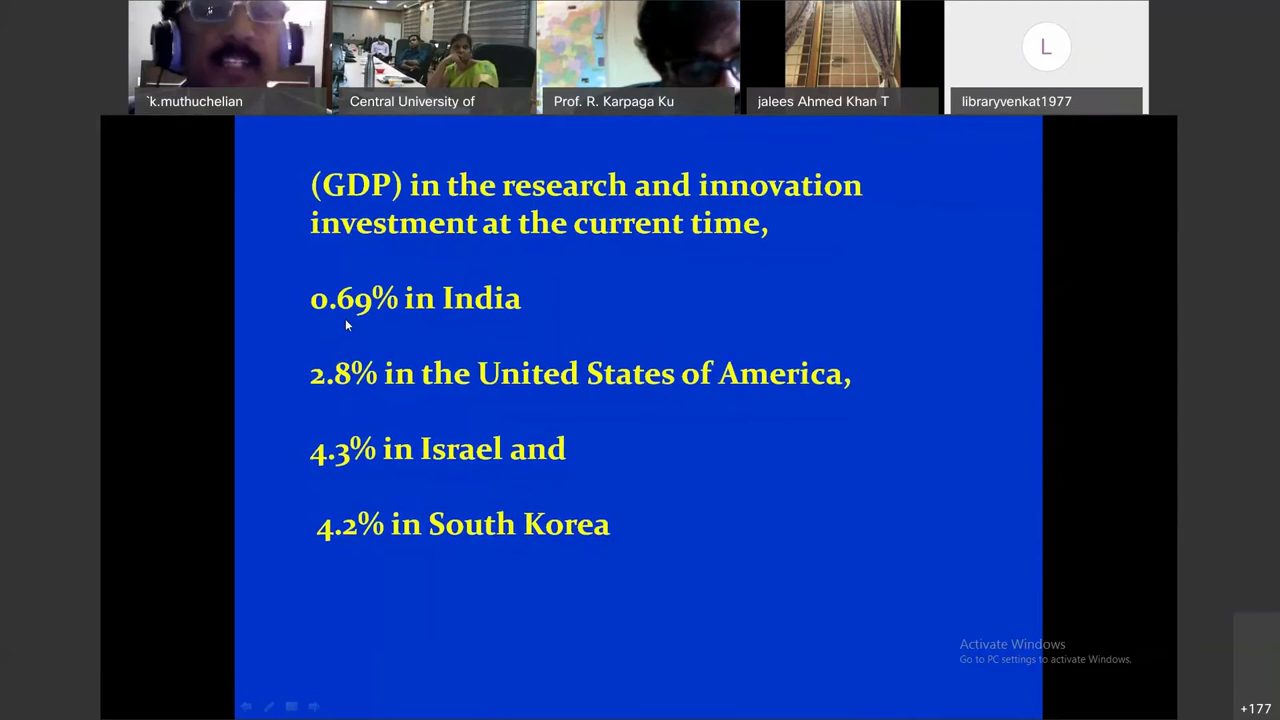 `k.muthuchelian
Central University of
Prof. R. Karpaga Ku
jalees Ahmed Khan T
L
libraryvenkat1977
(GDP) in the research and innovation
investment at the current time,
0.69% in India
2.8% in the United States of America,
4.3% in Israel and
4.2% in South Korea
Activate Windows
Go to PC settings to activate Windows.
+177